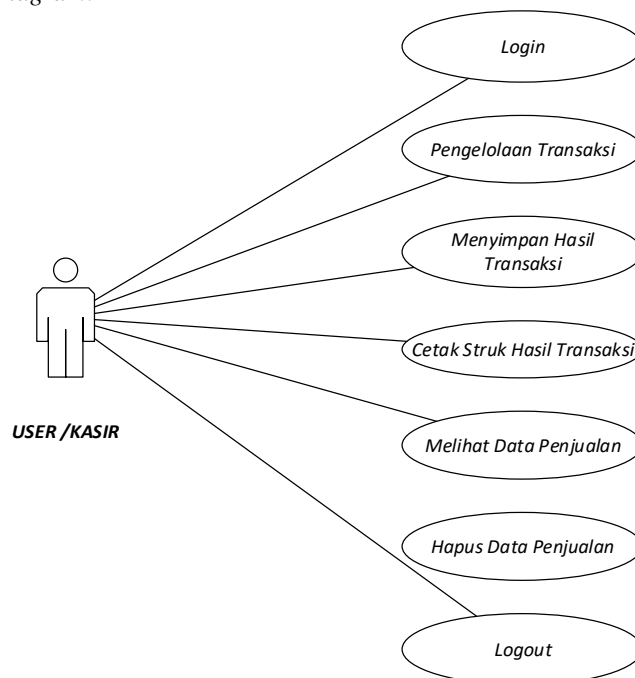 Login
Pengelolaan Transaksi
Menyimpan Hasil
Transaksi
Cetak Struk Hasil Transaksi
USER /KASIR
Melihat Data Penjualan
Hapus Data Penjualan
Logout